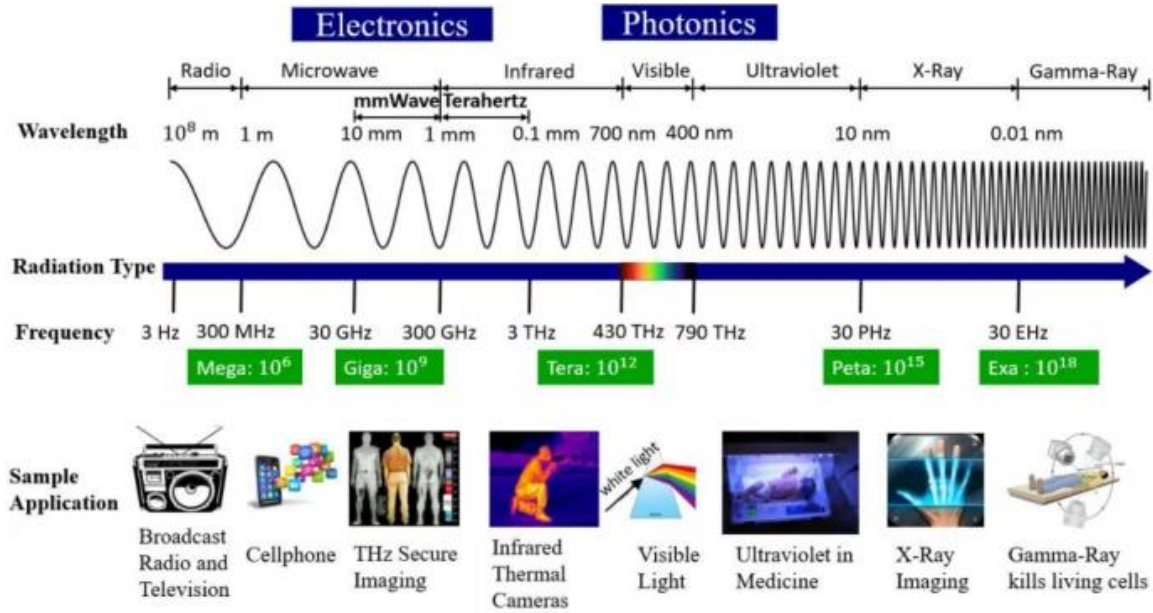 Electronics Photonics
Radio Microwave Infrared Visible Ultraviolet X-Ray Gamma-Ray
mmWave Terahertz
Wavelength 10⁸ m 1 m 10 mm 1 mm 0.1 mm 700 nm 400 nm 10 nm 0.01 nm
Radiation Type
Frequency 3 Hz 300 MHz 30 GHz 300 GHz 3 THz 430 THz 790 THz 30 PHz 30 EHz
Mega: 10⁶ Giga: 10⁹ Tera: 10¹² Peta: 10¹⁵ Exa : 10¹⁸
Sample
Application
white light
Broadcast
Radio and
Television
Cellphone
THz Secure
Imaging
Infrared
Thermal
Cameras
Visible
Light
Ultraviolet in
Medicine
X-Ray
Imaging
Gamma-Ray
kills living cells